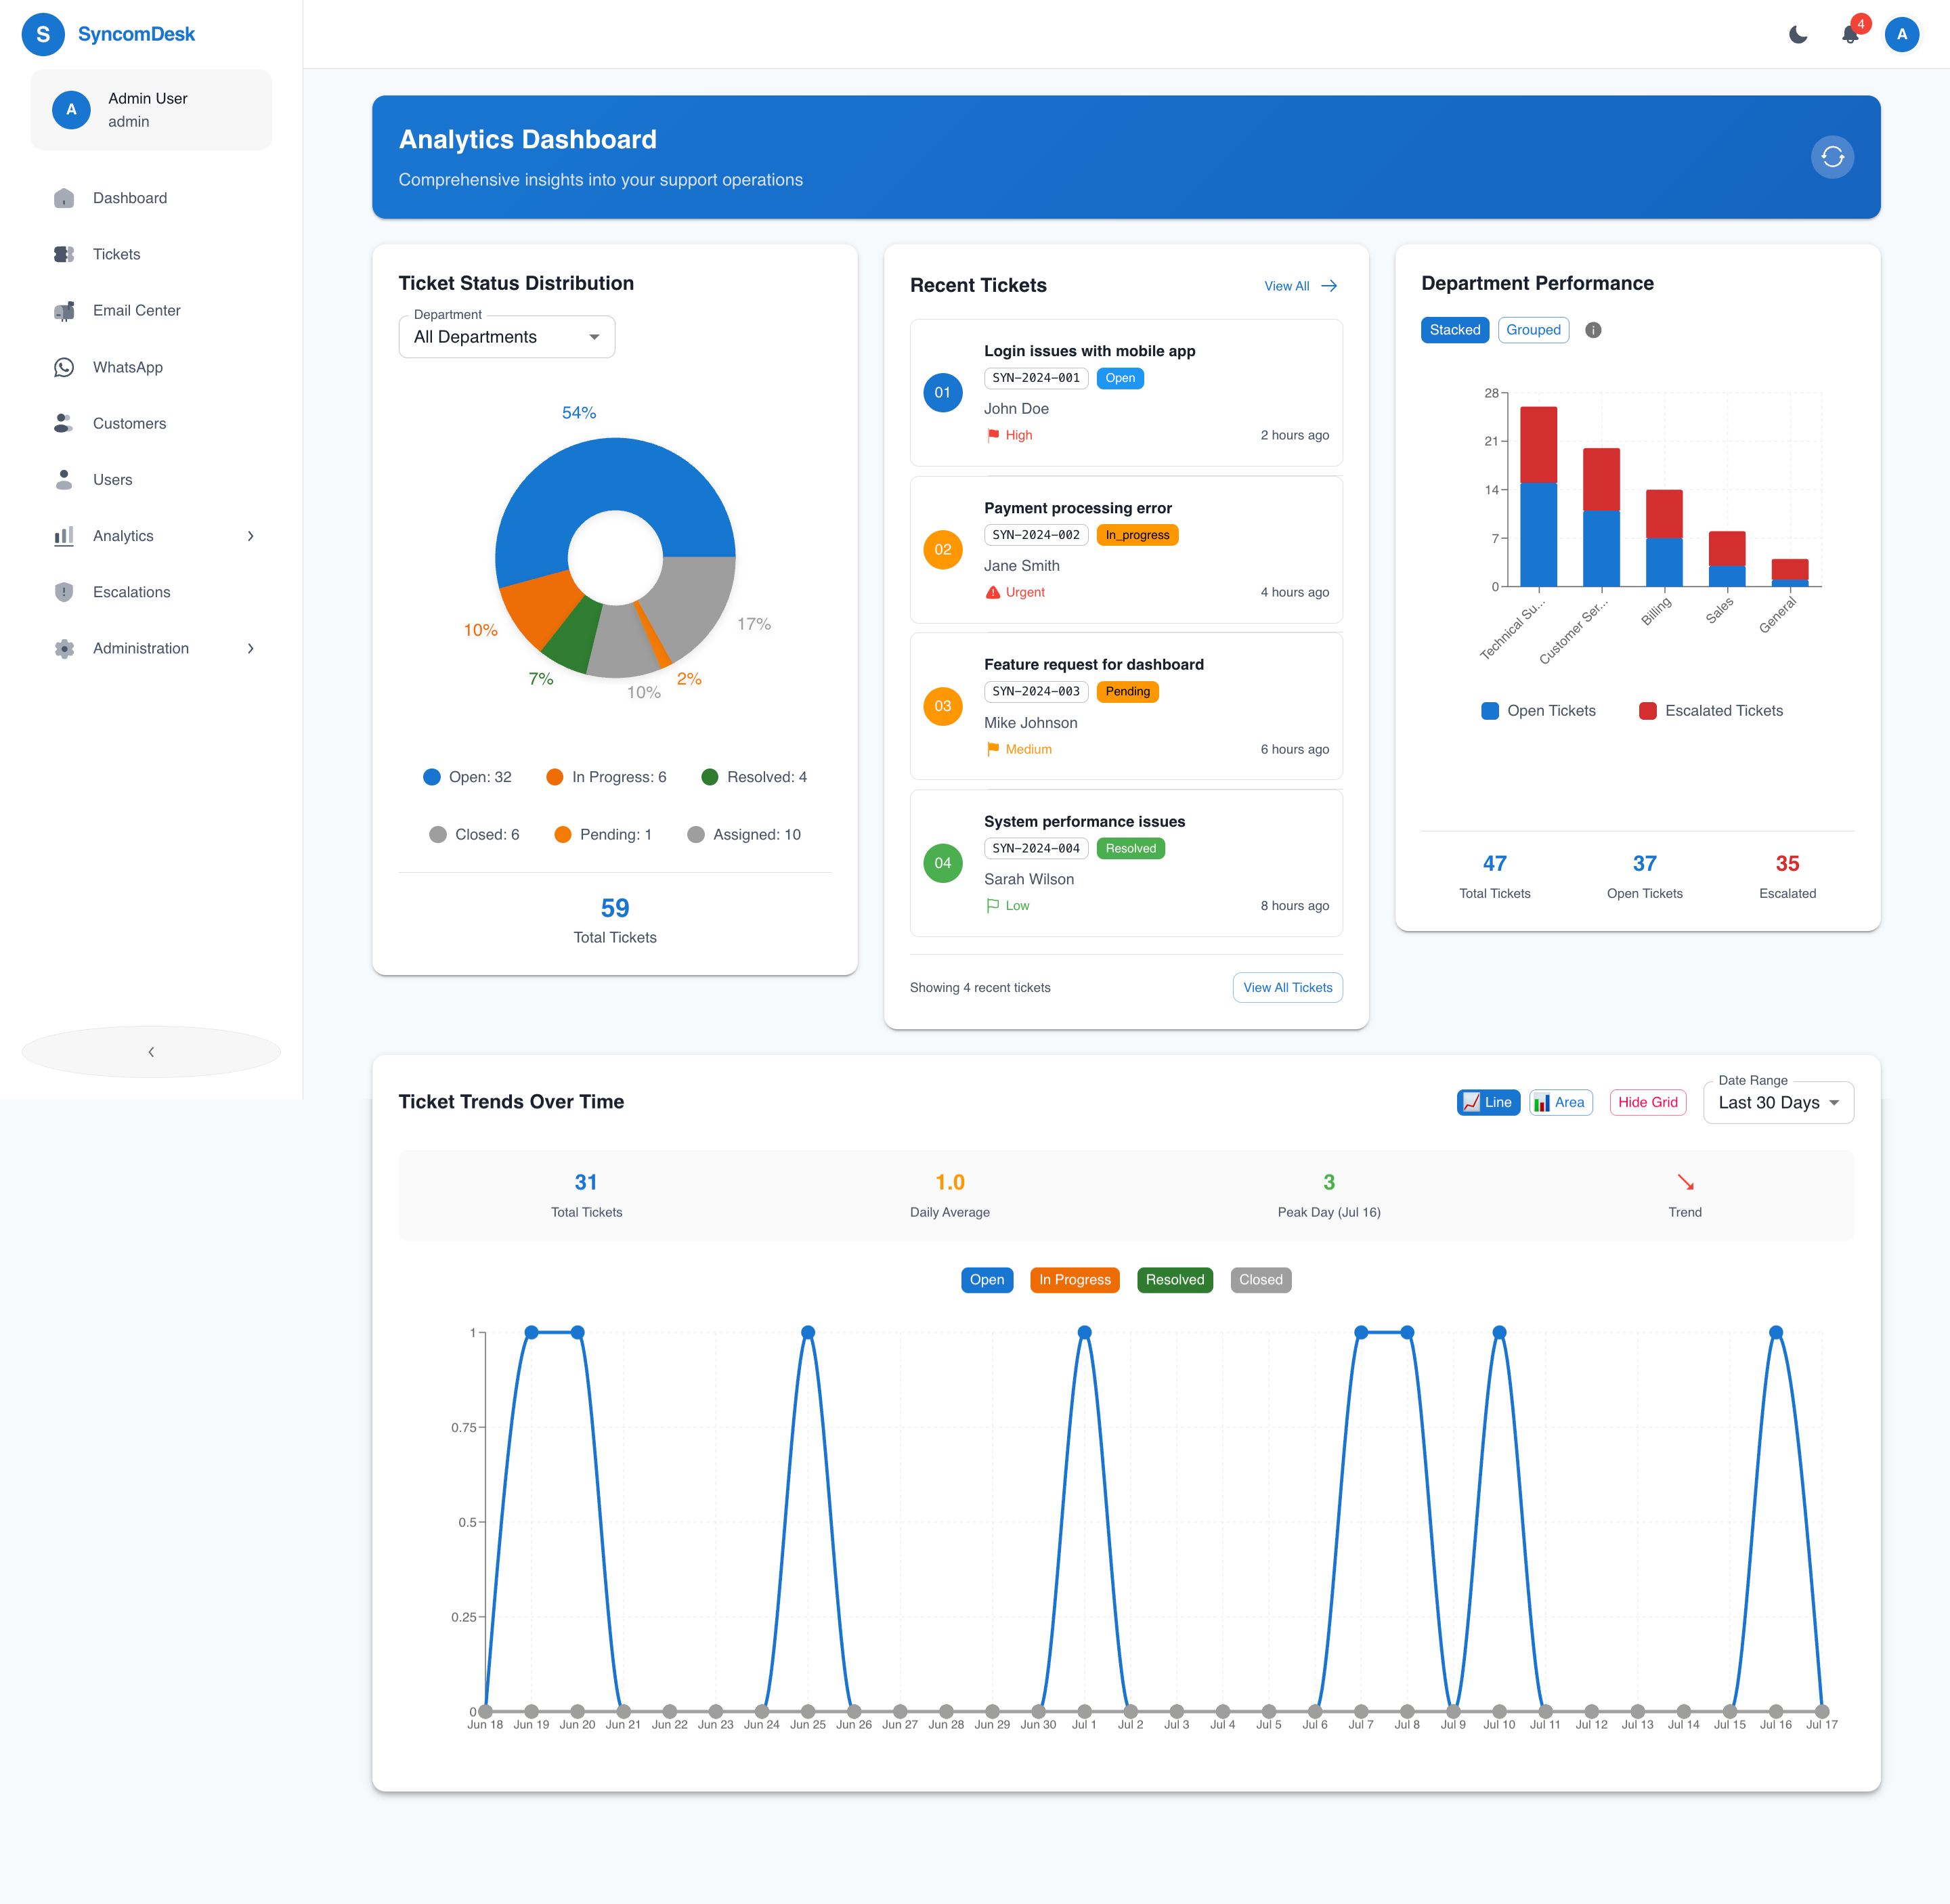 S SyncomDesk
4
A
A
Admin User
admin
Dashboard
Tickets
Email Center
WhatsApp
Customers
Users
Analytics
Escalations
Administration
Analytics Dashboard
Comprehensive insights into your support operations
Ticket Status Distribution
Department
All Departments
54%
17%
10%
7%
10%
2%
Open: 32 In Progress: 6 Resolved: 4
Closed: 6 Pending: 1 Assigned: 10
59
Total Tickets
Recent Tickets View All
Login issues with mobile app
01
SYN-2024-001 Open
John Doe
High 2 hours ago
Payment processing error
02
SYN-2024-002 In_progress
Jane Smith
Urgent 4 hours ago
Feature request for dashboard
03
SYN-2024-003 Pending
Mike Johnson
Medium 6 hours ago
System performance issues
04
SYN-2024-004 Resolved
Sarah Wilson
Low 8 hours ago
Showing 4 recent tickets View All Tickets
Department Performance
Stacked Grouped i
28
21
14
7
0
Technical Su... Customer Ser... Billing Sales General
Open Tickets Escalated Tickets
47 37 35
Total Tickets Open Tickets Escalated
Ticket Trends Over Time
Line Area Hide Grid
Date Range
Last 30 Days
31 1.0 3
Total Tickets Daily Average Peak Day (Jul 16) Trend
Open In Progress Resolved Closed
1
0.75
0.5
0.25
0
Jun 18 Jun 19 Jun 20 Jun 21 Jun 22 Jun 23 Jun 24 Jun 25 Jun 26 Jun 27 Jun 28 Jun 29 Jun 30 Jul 1 Jul 2 Jul 3 Jul 4 Jul 5 Jul 6 Jul 7 Jul 8 Jul 9 Jul 10 Jul 11 Jul 12 Jul 13 Jul 14 Jul 15 Jul 16 Jul 17